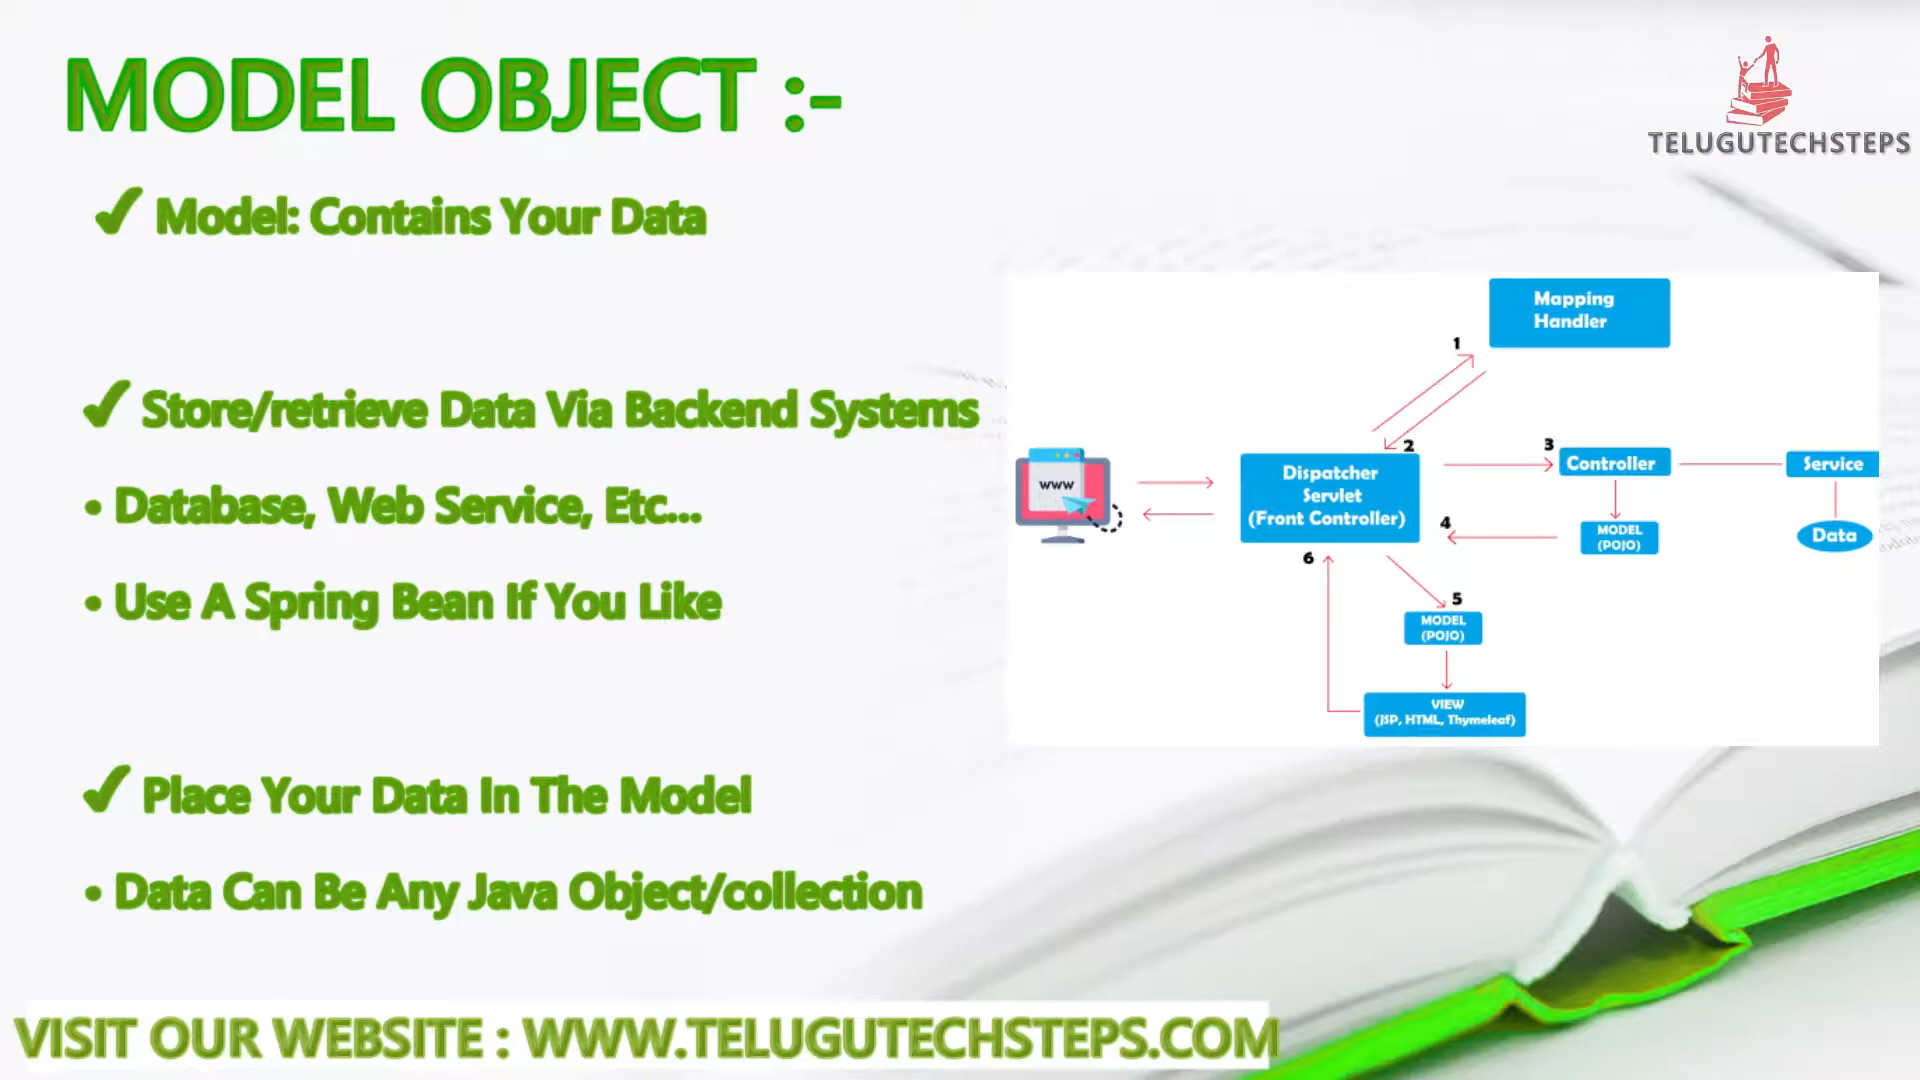 MODEL OBJECT :-
TELUGUTECHSTEPS
✔ Model: Contains Your Data
✔ Store/retrieve Data Via Backend Systems
• Database, Web Service, Etc...
• Use A Spring Bean If You Like
✔ Place Your Data In The Model
• Data Can Be Any Java Object/collection
Mapping
Handler
1
2
3
Controller
Service
www
Dispatcher
Servlet
(Front Controller)
4
MODEL
(POJO)
Data
6
5
MODEL
(POJO)
VIEW
(JSP, HTML, Thymeleaf)
VISIT OUR WEBSITE : WWW.TELUGUTECHSTEPS.COM